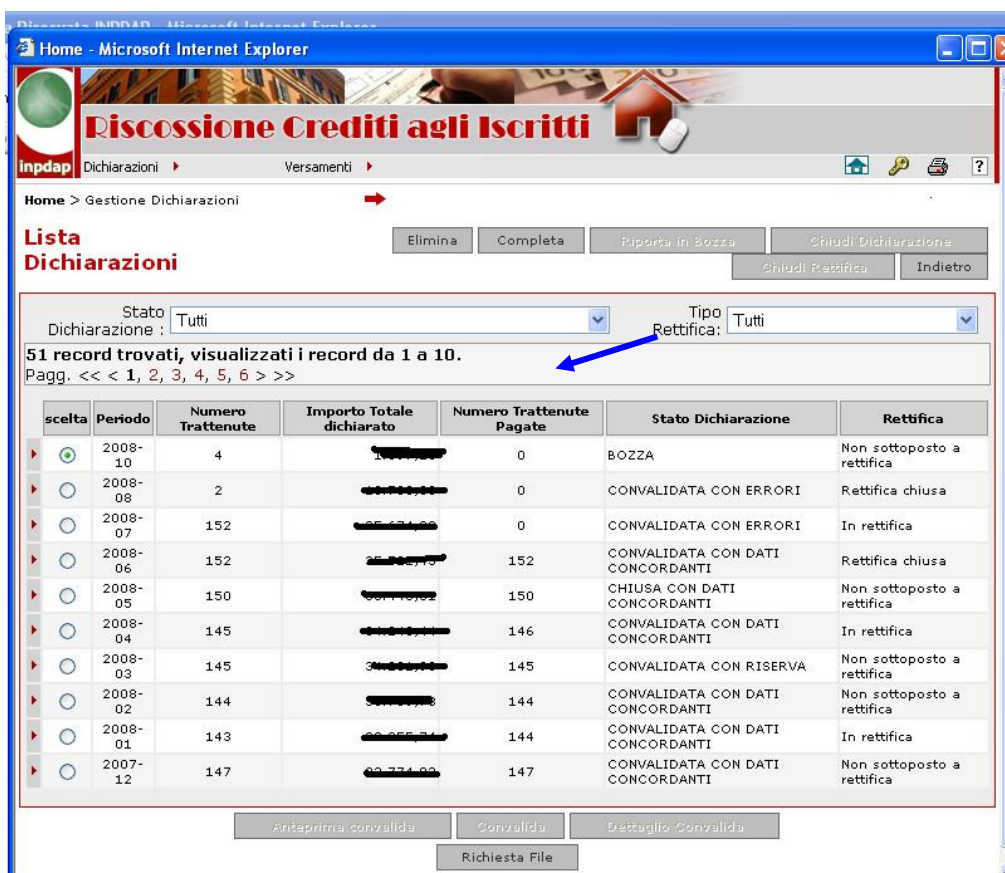 Riservata INPDAP - Microsoft Internet Explorer
Home - Microsoft Internet Explorer
Riscossione Crediti agli Iscritti
inpdap Dichiarazioni Versamenti ?
Home > Gestione Dichiarazioni
Lista Dichiarazioni
Elimina Completa Riporta in Bozza Chiudi Dichiarazione
Chiudi Rettifica Indietro
Stato Dichiarazione : Tutti Tipo Rettifica: Tutti
51 record trovati, visualizzati i record da 1 a 10.
Pagg. << < 1, 2, 3, 4, 5, 6 > >>
scelta Periodo Numero Trattenute Importo Totale dichiarato Numero Trattenute Pagate Stato Dichiarazione Rettifica
2008-10 4 0 BOZZA Non sottoposto a rettifica
2008-08 2 0 CONVALIDATA CON ERRORI Rettifica chiusa
2008-07 152 0 CONVALIDATA CON ERRORI In rettifica
2008-06 152 152 CONVALIDATA CON DATI CONCORDANTI Rettifica chiusa
2008-05 150 150 CHIUSA CON DATI CONCORDANTI Non sottoposto a rettifica
2008-04 145 146 CONVALIDATA CON DATI CONCORDANTI In rettifica
2008-03 145 145 CONVALIDATA CON RISERVA Non sottoposto a rettifica
2008-02 144 144 CONVALIDATA CON DATI CONCORDANTI Non sottoposto a rettifica
2008-01 143 144 CONVALIDATA CON DATI CONCORDANTI In rettifica
2007-12 147 147 CONVALIDATA CON DATI CONCORDANTI Non sottoposto a rettifica
Anteprima convalida Convalida Dettaglio Convalida
Richiesta File